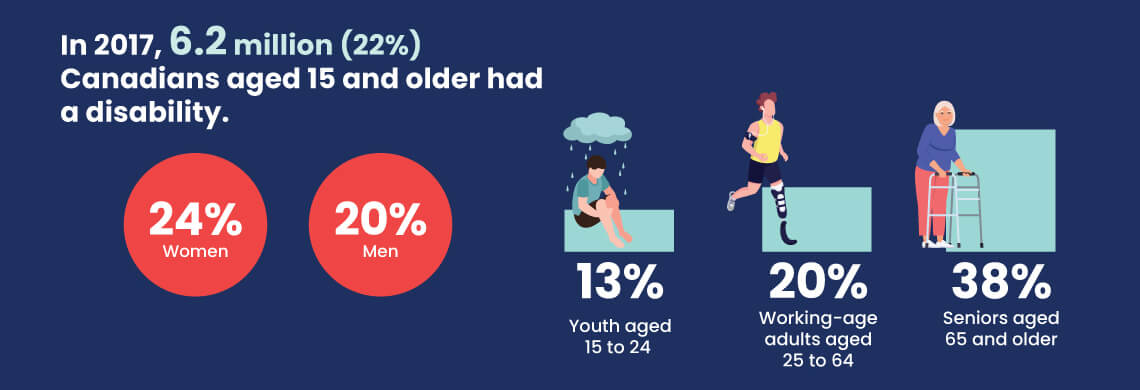 In 2017, 6.2 million (22%)
Canadians aged 15 and older had
a disability.
24%
Women
20%
Men
13%
Youth aged
15 to 24
20%
Working-age
adults aged
25 to 64
38%
Seniors aged
65 and older